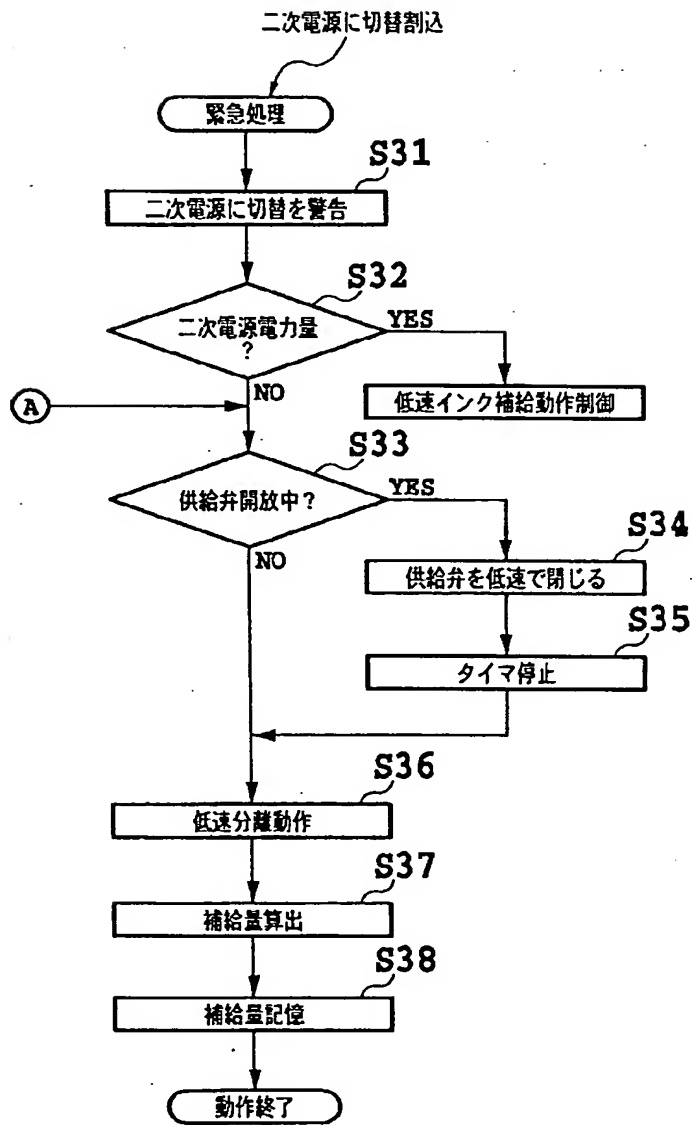 二次電源に切替割込
緊急処理
S31
二次電源に切替を警告
S32
二次電源電力量
?
YES
NO
低速インク補給動作制御
A
S33
供給弁開放中?
YES
NO
S34
供給弁を低速で閉じる
S35
タイマ停止
S36
低速分離動作
S37
補給量算出
S38
補給量記憶
動作終了